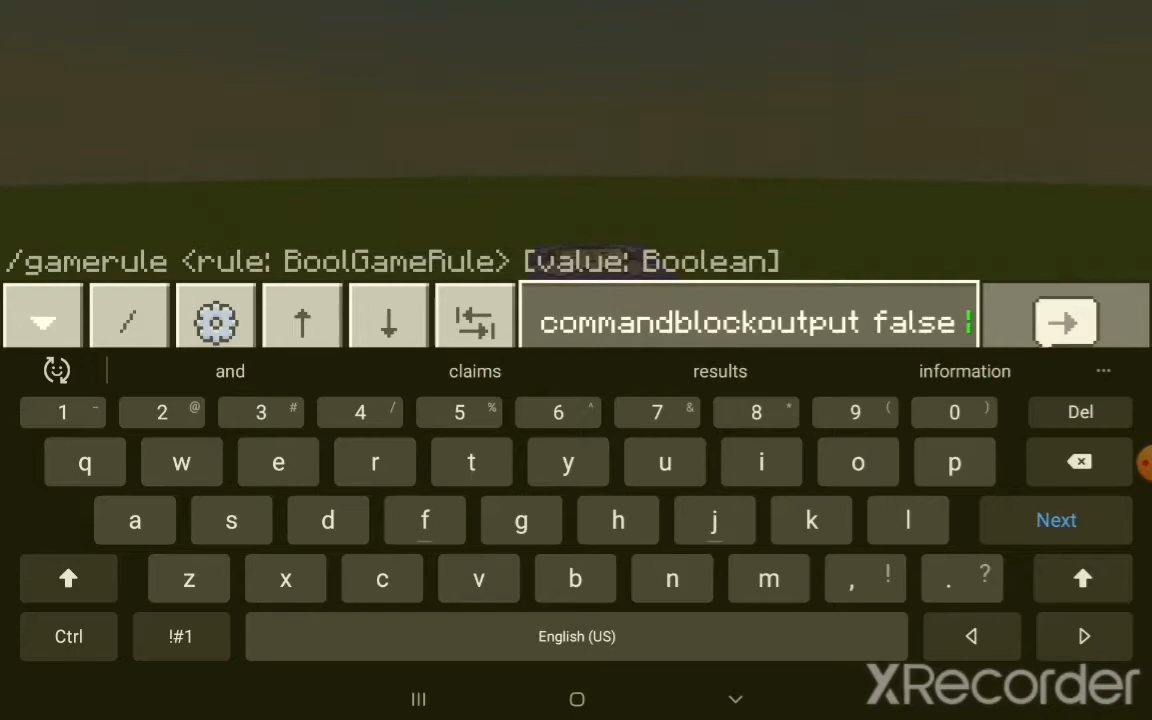 /gamerule <rule: BoolGameRule> [value: Boolean]
/ commandblockoutput false
and claims results information ...
1 - 2 @ 3 # 4 / 5 % 6 ^ 7 & 8 * 9 ( 0 ) Del
q w e r t y u i o p
a s d f g h j k l Next
z x c v b n m , ! . ?
Ctrl !#1 English (US)
XRecorder